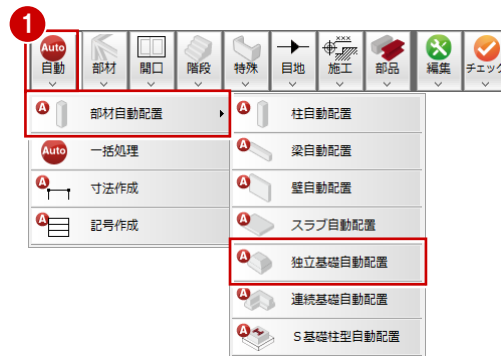 1
Auto
自動 部材 開口 階段 特殊 目地 施工 部品 編集 チェック
A 部材自動配置
Auto 一括処理
A 寸法作成
A 記号作成
A 柱自動配置
A 梁自動配置
A 壁自動配置
A スラブ自動配置
A 独立基礎自動配置
A 連続基礎自動配置
A S基礎柱型自動配置